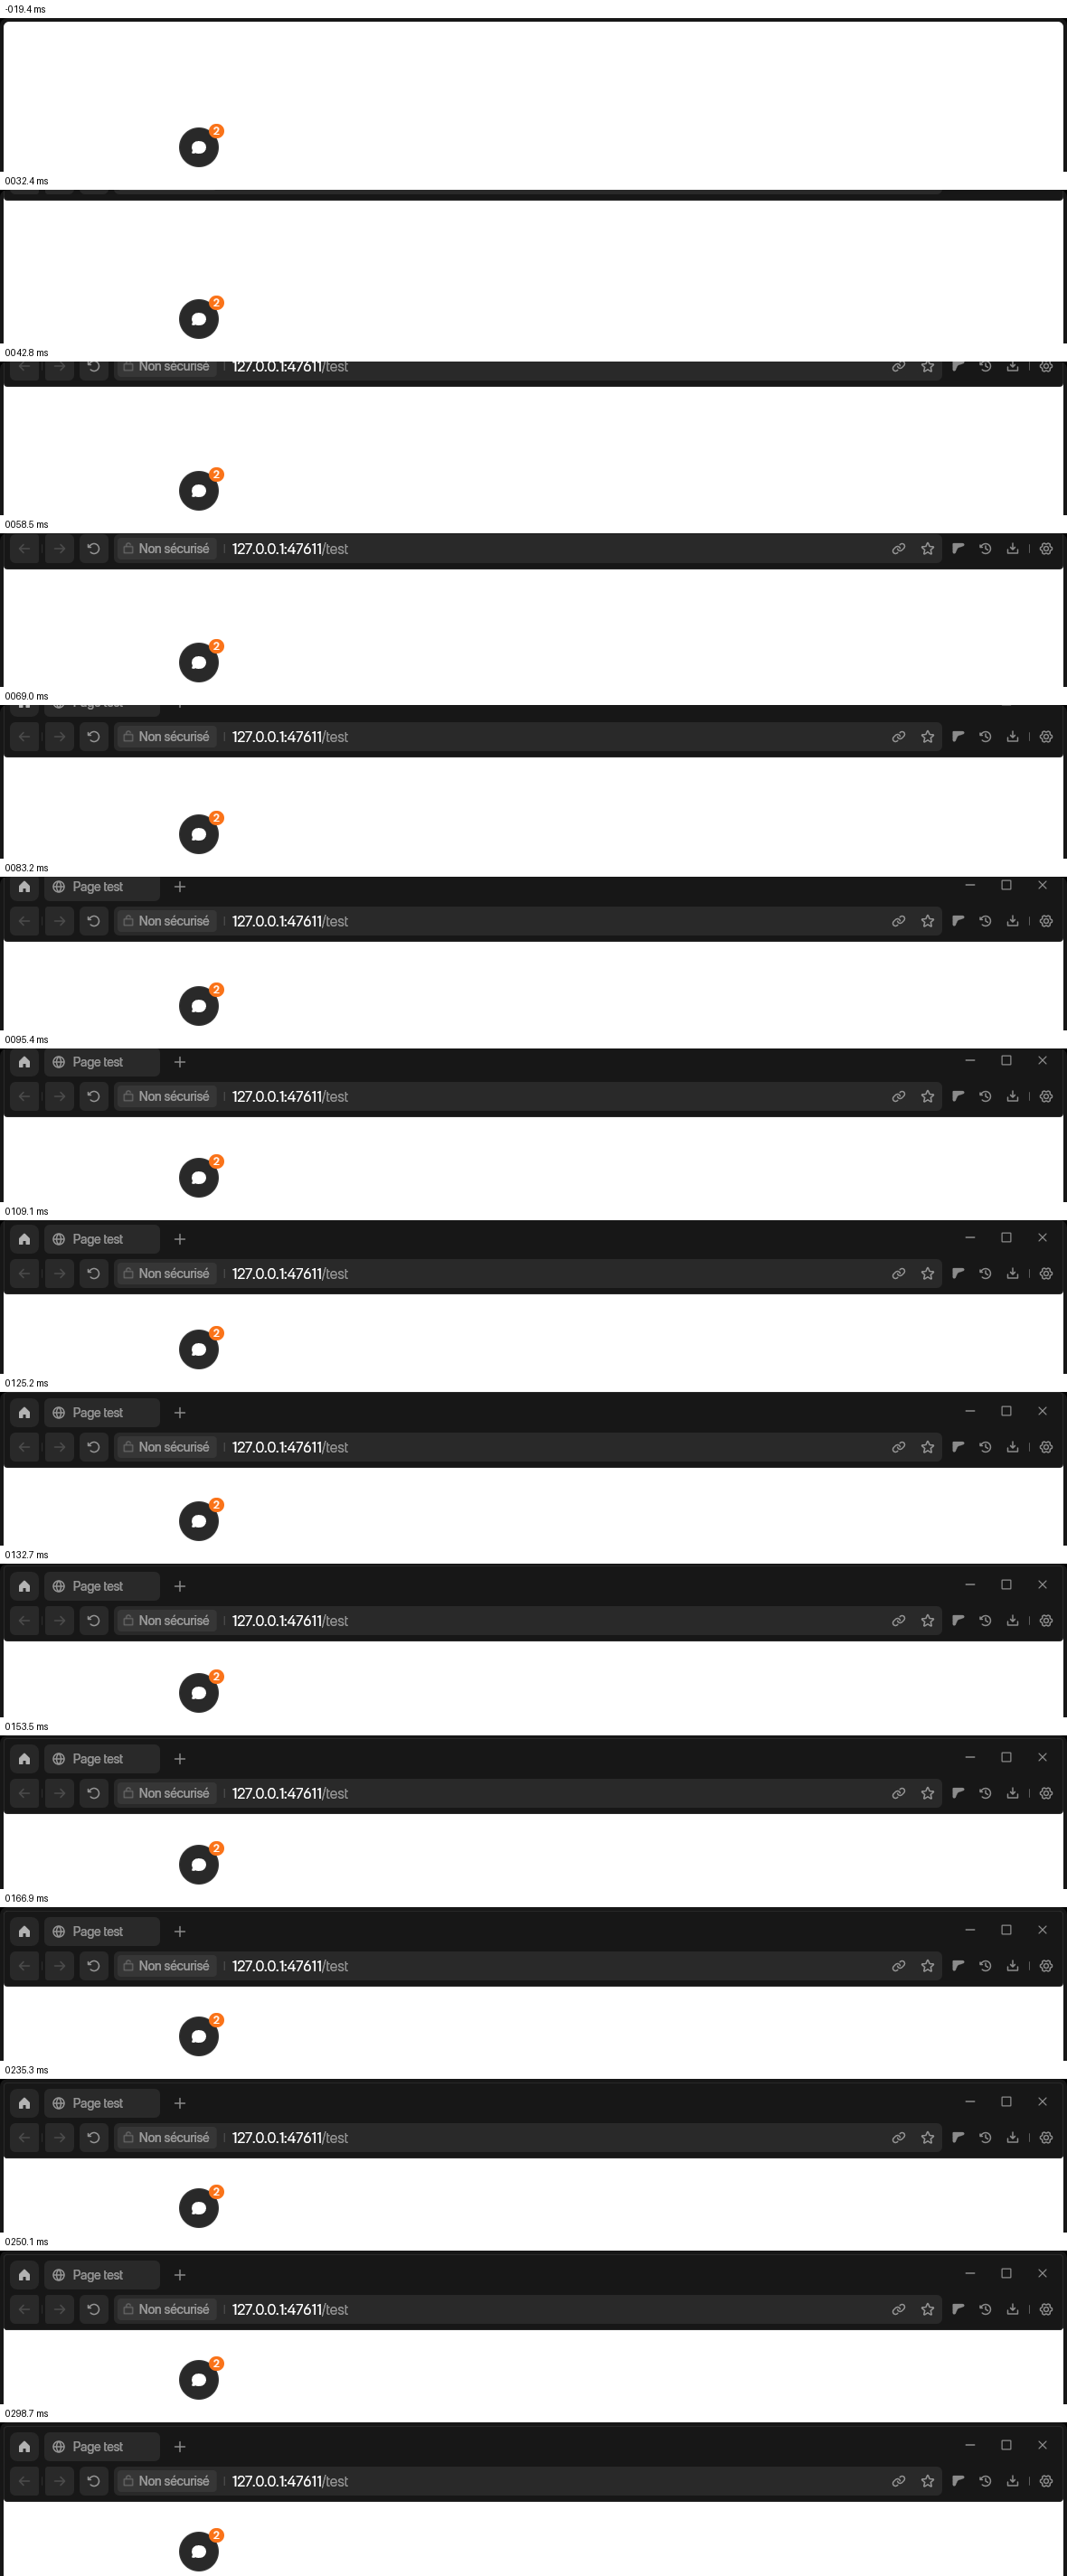 -019.4 ms
2
0032.4 ms
2
0042.8 ms
Non sécurisé 127.0.0.1:47611/test
2
0058.5 ms
Non sécurisé 127.0.0.1:47611/test
2
0069.0 ms
Page test
Non sécurisé 127.0.0.1:47611/test
2
0083.2 ms
Page test
Non sécurisé 127.0.0.1:47611/test
2
0095.4 ms
Page test
Non sécurisé 127.0.0.1:47611/test
2
0109.1 ms
Page test
Non sécurisé 127.0.0.1:47611/test
2
0125.2 ms
Page test
Non sécurisé 127.0.0.1:47611/test
2
0132.7 ms
Page test
Non sécurisé 127.0.0.1:47611/test
2
0153.5 ms
Page test
Non sécurisé 127.0.0.1:47611/test
2
0166.9 ms
Page test
Non sécurisé 127.0.0.1:47611/test
2
0235.3 ms
Page test
Non sécurisé 127.0.0.1:47611/test
2
0250.1 ms
Page test
Non sécurisé 127.0.0.1:47611/test
2
0298.7 ms
Page test
Non sécurisé 127.0.0.1:47611/test
2